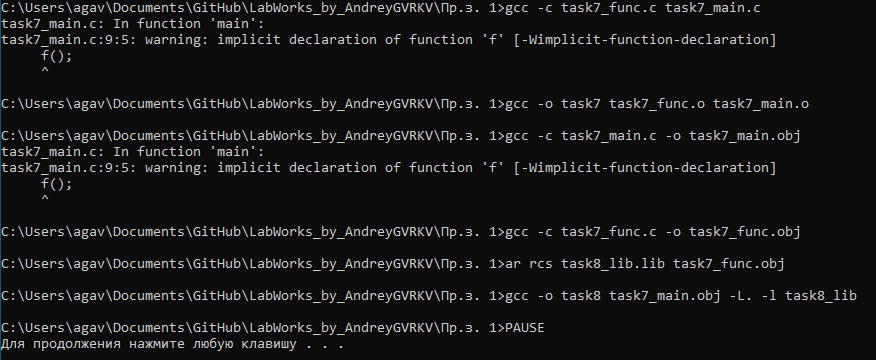 C:\Users\agav\Documents\GitHub\LabWorks_by_AndreyGVRKV\Пр.з. 1>gcc -c task7_func.c task7_main.c
task7_main.c: In function 'main':
task7_main.c:9:5: warning: implicit declaration of function 'f' [-Wimplicit-function-declaration]
     f();
     ^
C:\Users\agav\Documents\GitHub\LabWorks_by_AndreyGVRKV\Пр.з. 1>gcc -o task7 task7_func.o task7_main.o
C:\Users\agav\Documents\GitHub\LabWorks_by_AndreyGVRKV\Пр.з. 1>gcc -c task7_main.c -o task7_main.obj
task7_main.c: In function 'main':
task7_main.c:9:5: warning: implicit declaration of function 'f' [-Wimplicit-function-declaration]
     f();
     ^
C:\Users\agav\Documents\GitHub\LabWorks_by_AndreyGVRKV\Пр.з. 1>gcc -c task7_func.c -o task7_func.obj
C:\Users\agav\Documents\GitHub\LabWorks_by_AndreyGVRKV\Пр.з. 1>ar rcs task8_lib.lib task7_func.obj
C:\Users\agav\Documents\GitHub\LabWorks_by_AndreyGVRKV\Пр.з. 1>gcc -o task8 task7_main.obj -L. -l task8_lib
C:\Users\agav\Documents\GitHub\LabWorks_by_AndreyGVRKV\Пр.з. 1>PAUSE
Для продолжения нажмите любую клавишу . . .